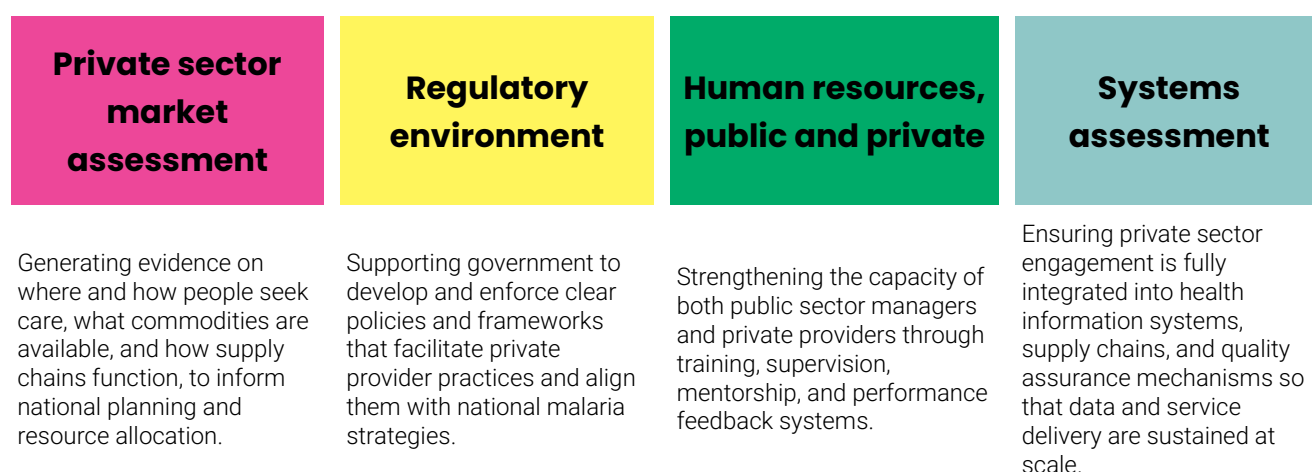 Private sector
market
assessment
Generating evidence on
where and how people seek
care, what commodities are
available, and how supply
chains function, to inform
national planning and
resource allocation.
Regulatory
environment
Supporting government to
develop and enforce clear
policies and frameworks
that facilitate private
provider practices and align
them with national malaria
strategies.
Human resources,
public and private
Strengthening the capacity of
both public sector managers
and private providers through
training, supervision,
mentorship, and performance
feedback systems.
Systems
assessment
Ensuring private sector
engagement is fully
integrated into health
information systems,
supply chains, and quality
assurance mechanisms so
that data and service
delivery are sustained at
scale.